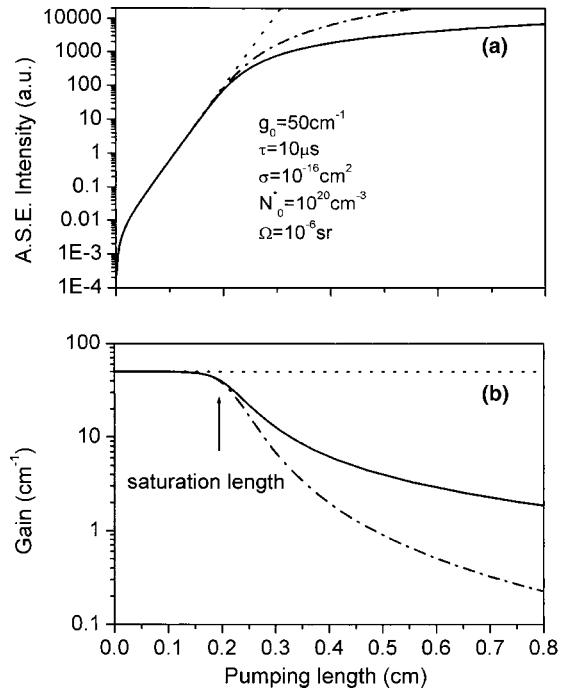 10000
1000
100
10
1
0.1
0.01
1E-3
1E-4
A.S.E. Intensity (a.u.)
(a)
g₀=50cm⁻¹
τ=10μs
σ=10⁻¹⁶cm²
N*₀=10²⁰cm⁻³
Ω=10⁻⁶sr
100
10
1
0.1
Gain (cm⁻¹)
(b)
saturation length
0.0 0.1 0.2 0.3 0.4 0.5 0.6 0.7 0.8
Pumping length (cm)